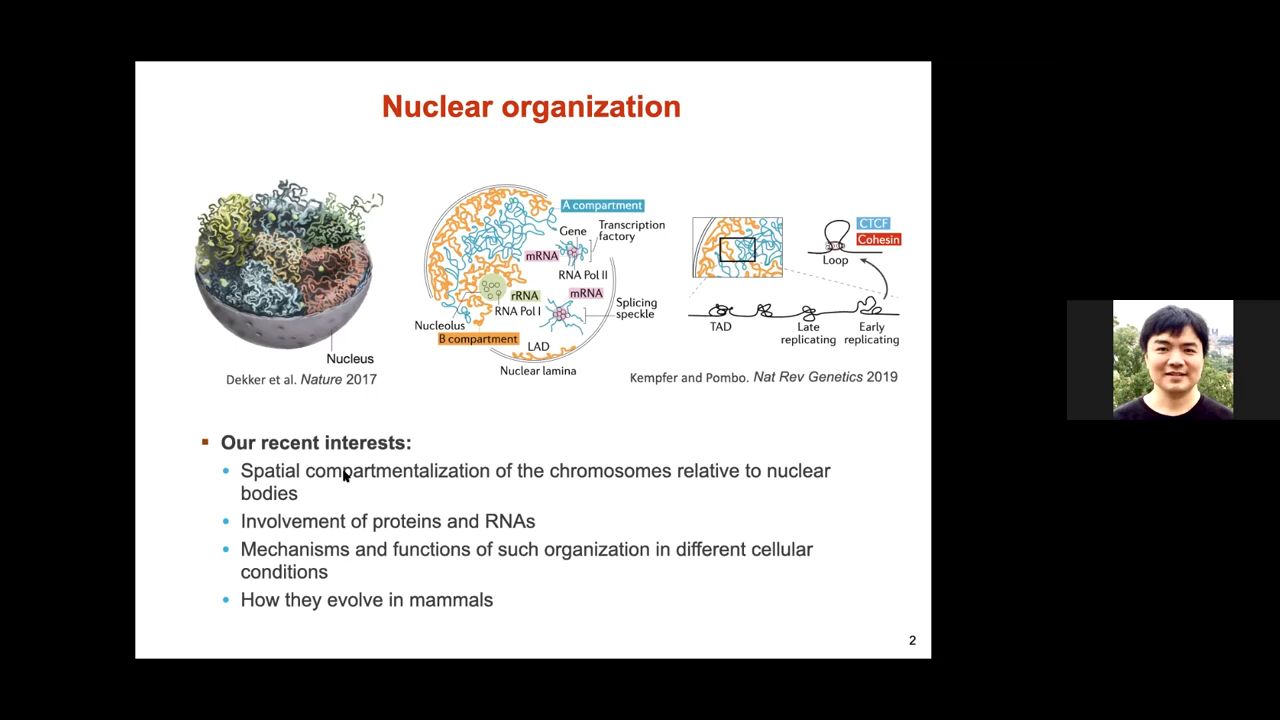 Nuclear organization
Nucleus
Dekker et al. Nature 2017
A compartment
Gene
Transcription
factory
mRNA
RNA Pol II
rRNA
mRNA
RNA Pol I
Splicing
speckle
Nucleolus
B compartment
LAD
Nuclear lamina
CTCF
Cohesin
Loop
TAD
Late
replicating
Early
replicating
Kempfer and Pombo. Nat Rev Genetics 2019
Our recent interests:
Spatial compartmentalization of the chromosomes relative to nuclear
bodies
Involvement of proteins and RNAs
Mechanisms and functions of such organization in different cellular
conditions
How they evolve in mammals
2